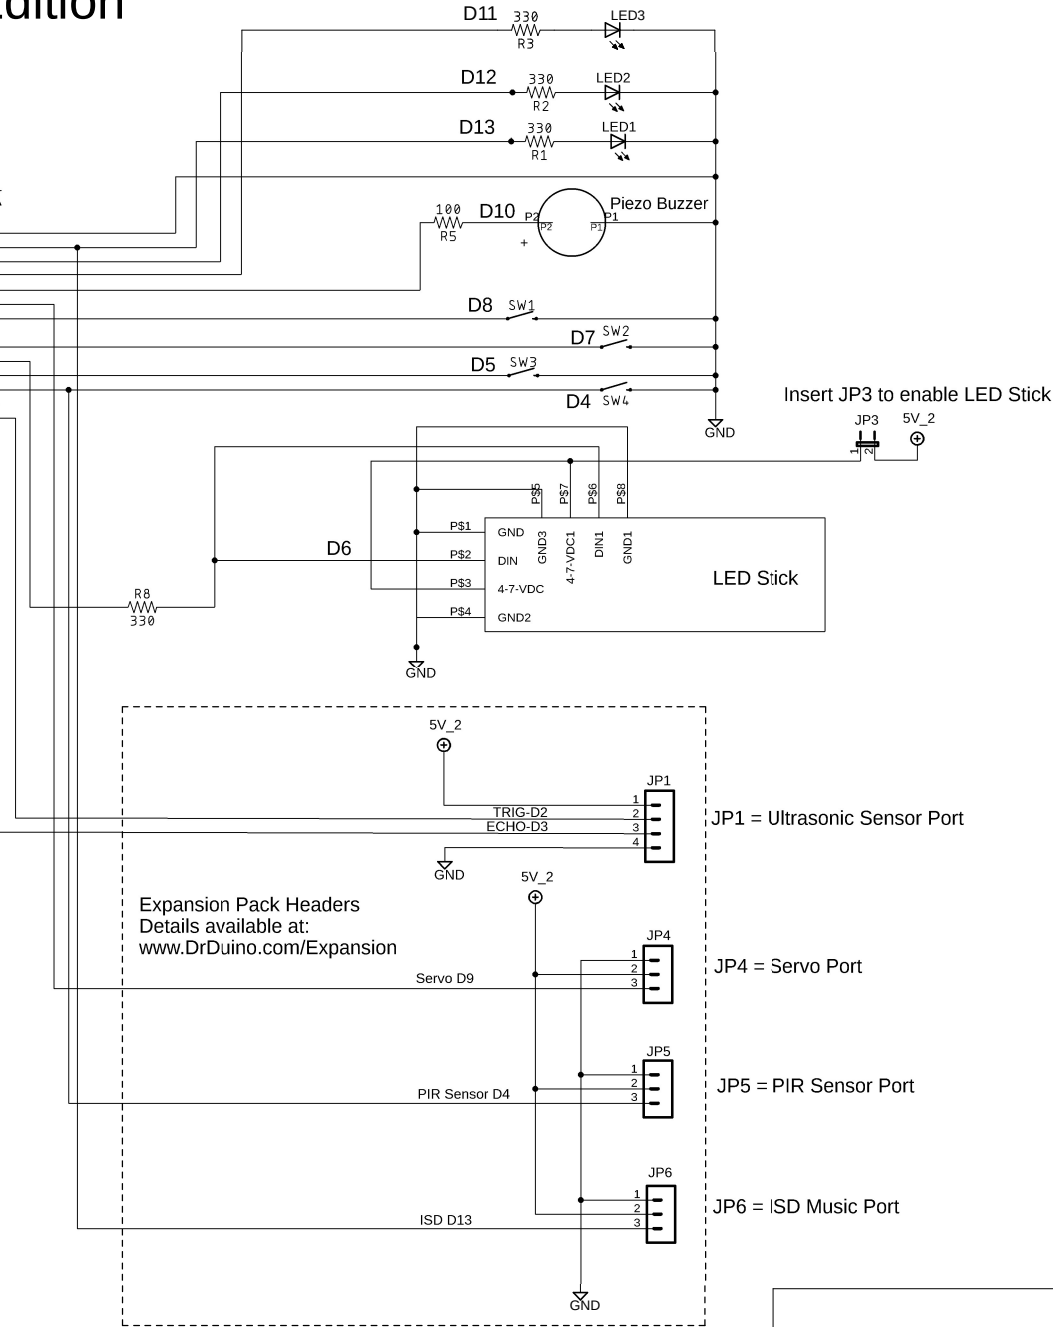 D11
330
R3
LED3
D12
330
R2
LED2
D13
330
R1
LED1
100
R5
D10
P2
P2
+
P1
P1
Piezo Buzzer
D8
SW1
D7
SW2
D5
SW3
D4
SW4
GND
Insert JP3 to enable LED Stick
JP3
5V_2
1
2
P$5
P$7
P$6
P$8
P$1
GND
GND3
4-7-VDC1
DIN1
GND1
D6
P$2
DIN
LED Stick
P$3
4-7-VDC
P$4
GND2
R8
330
GND
5V_2
JP1
1
TRIG-D2
2
ECHO-D3
3
4
JP1 = Ultrasonic Sensor Port
GND
5V_2
Expansion Pack Headers
Details available at:
www.DrDuino.com/Expansion
JP4
1
2
Servo D9
3
JP4 = Servo Port
JP5
1
2
PIR Sensor D4
3
JP5 = PIR Sensor Port
JP6
1
2
ISD D13
3
JP6 = ISD Music Port
GND